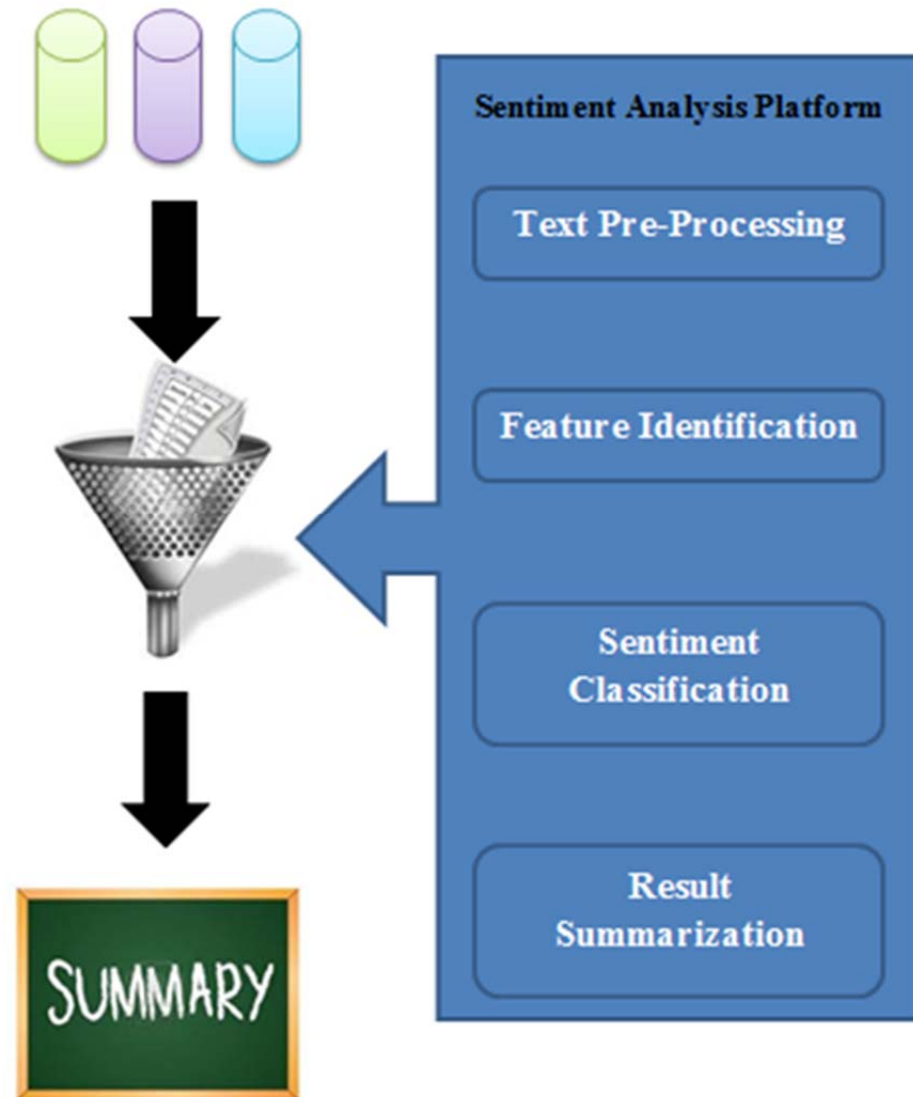 Sentiment Analysis Platform
Text Pre-Processing
Feature Identification
Sentiment
Classification
Result
Summarization
SUMMARY